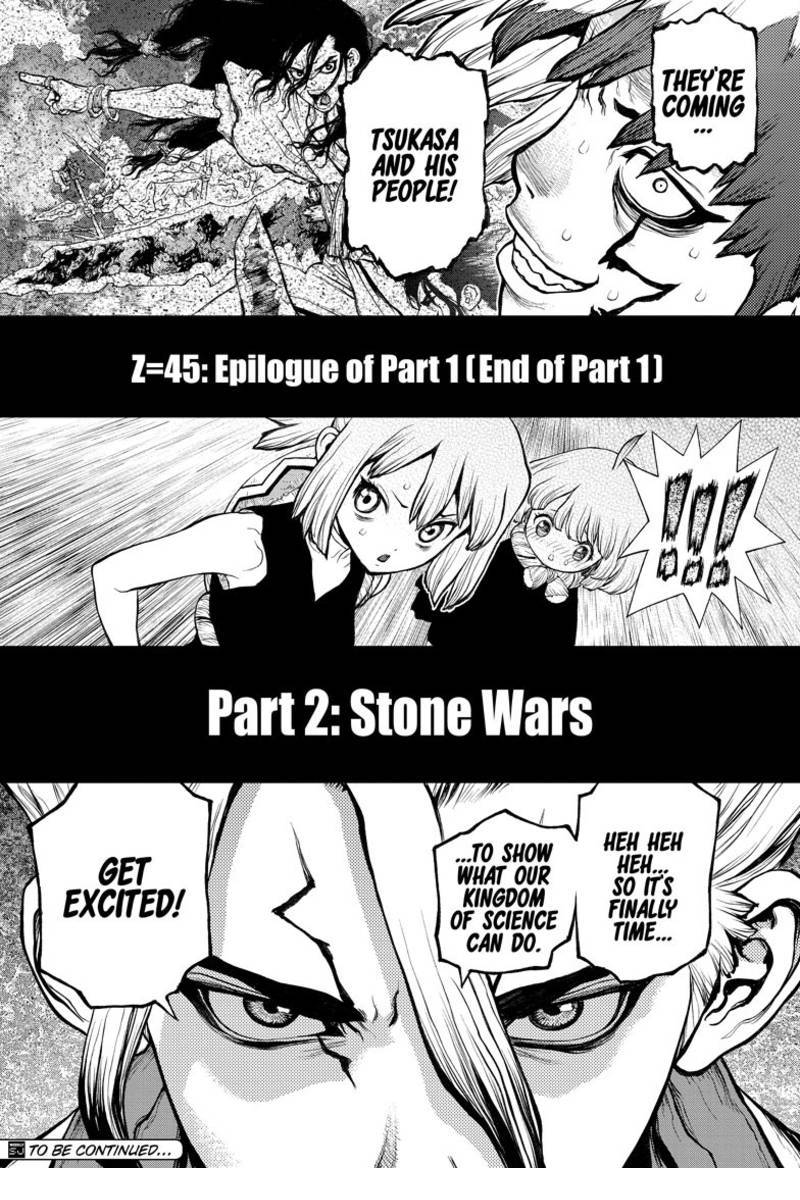 THEY'RE
COMING
...
TSUKASA
AND HIS
PEOPLE!
Z=45: Epilogue of Part 1 (End of Part 1)
!!!
Part 2: Stone Wars
HEH HEH
HEH...
SO IT'S
FINALLY
TIME...
...TO SHOW
WHAT OUR
KINGDOM
OF SCIENCE
CAN DO.
GET
EXCITED!
WEEKLY
SJ
TO BE CONTINUED...